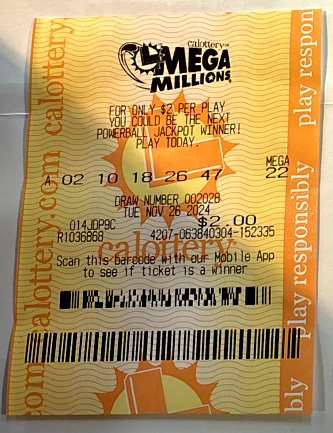 calottery
MEGA
MILLIONS
FOR ONLY $2 PER PLAY
YOU COULD BE THE NEXT
POWERBALL JACKPOT WINNER!
PLAY TODAY.
MEGA
A 02 10 18 26 47 22
DRAW NUMBER 002028
TUE NOV 26 2024
014JDP9C $2.00
R1036868 4207-063840304-152335
calottery
Scan this barcode with our Mobile App
to see if ticket is a winner
calottery.com calottery
play responsibly play respon